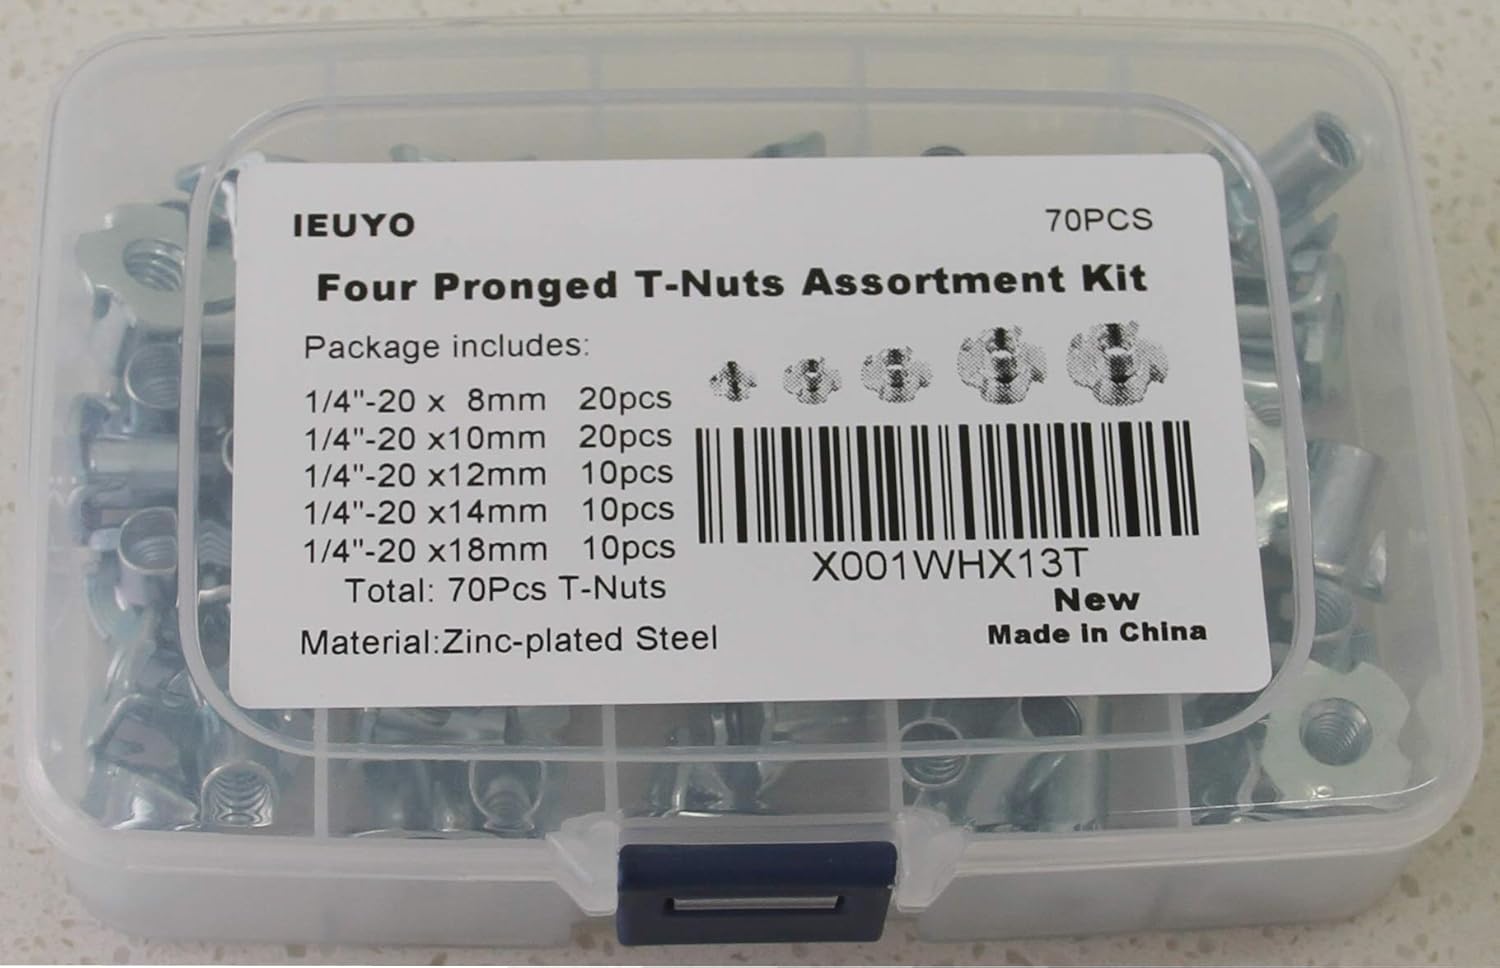 IEUYO
70PCS
Four Pronged T-Nuts Assortment Kit
Package includes:
1/4"-20 x 8mm 20pcs
1/4"-20 x10mm 20pcs
1/4"-20 x12mm 10pcs
1/4"-20 x14mm 10pcs
1/4"-20 x18mm 10pcs
Total: 70Pcs T-Nuts
Material:Zinc-plated Steel
X001WHX13T
New
Made in China